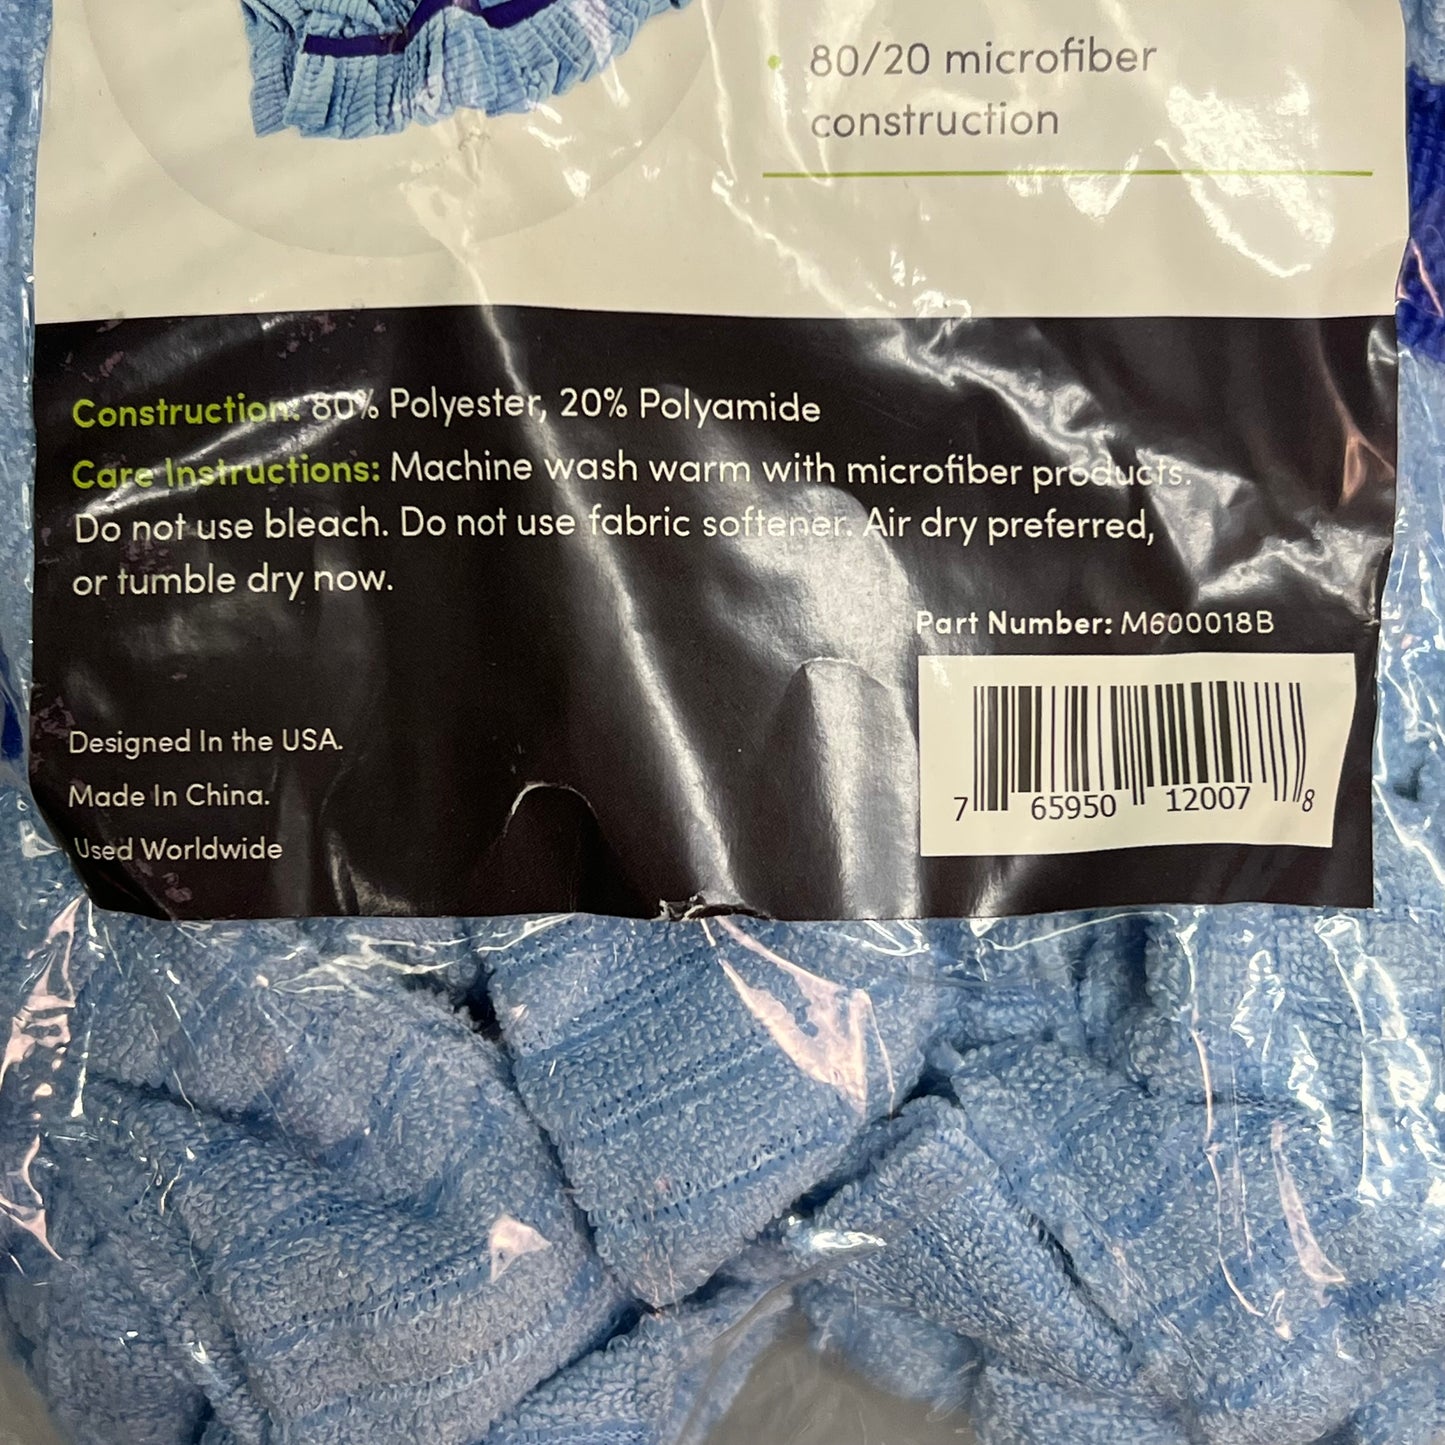 80/20 microfiber
construction
Construction: 80% Polyester, 20% Polyamide
Care Instructions: Machine wash warm with microfiber products.
Do not use bleach. Do not use fabric softener. Air dry preferred,
or tumble dry now.
Part Number: M600018B
Designed In the USA.
Made In China.
Used Worldwide
7 65950 12007 8